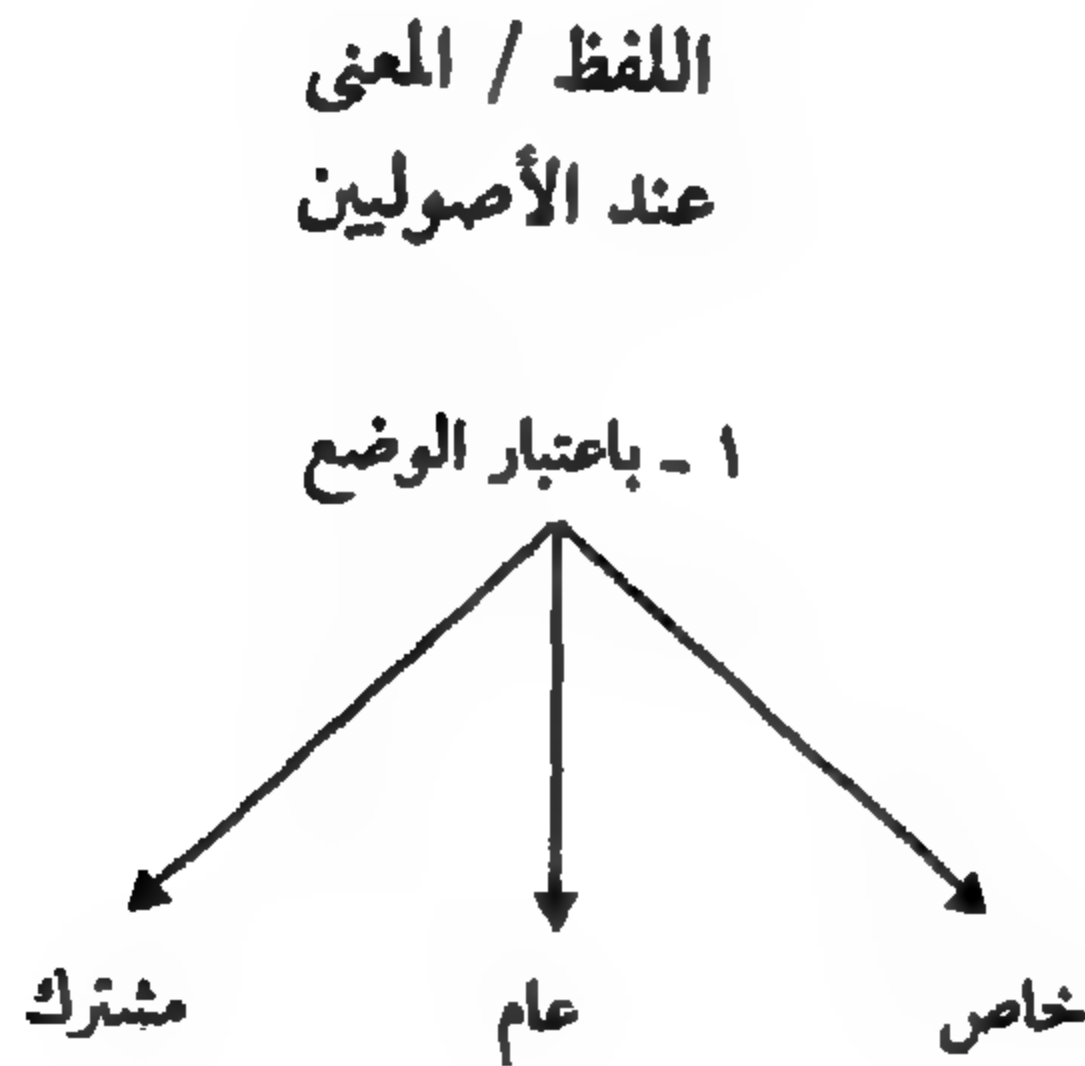 اللفظ / المعنى
عند الأصوليين
١ - باعتبار الوضع
خاص
عام
مشترك